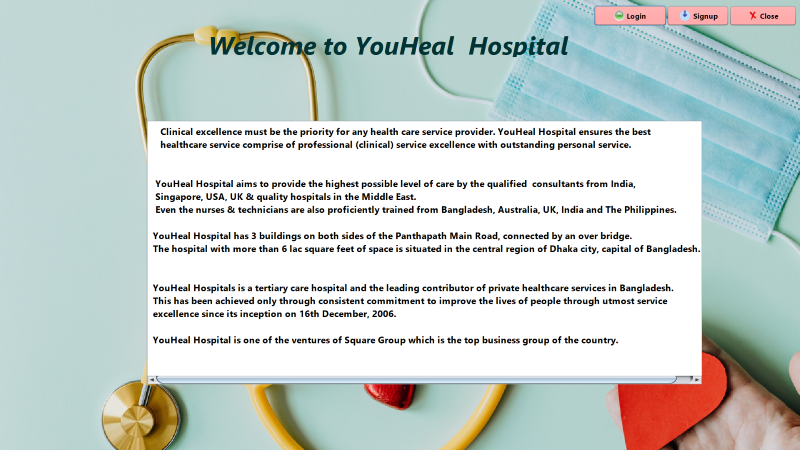 Login Signup Close
Welcome to YouHeal Hospital
Clinical excellence must be the priority for any health care service provider. YouHeal Hospital ensures the best
healthcare service comprise of professional (clinical) service excellence with outstanding personal service.
YouHeal Hospital aims to provide the highest possible level of care by the qualified consultants from India,
Singapore, USA, UK & quality hospitals in the Middle East.
Even the nurses & technicians are also proficiently trained from Bangladesh, Australia, UK, India and The Philippines.
YouHeal Hospital has 3 buildings on both sides of the Panthapath Main Road, connected by an over bridge.
The hospital with more than 6 lac square feet of space is situated in the central region of Dhaka city, capital of Bangladesh.
YouHeal Hospitals is a tertiary care hospital and the leading contributor of private healthcare services in Bangladesh.
This has been achieved only through consistent commitment to improve the lives of people through utmost service
excellence since its inception on 16th December, 2006.
YouHeal Hospital is one of the ventures of Square Group which is the top business group of the country.